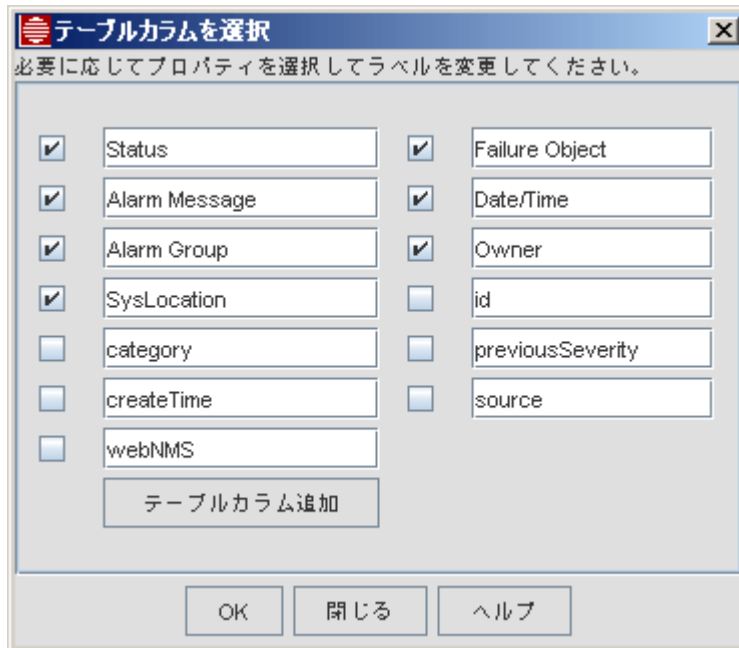 テーブルカラムを選択
必要に応じてプロパティを選択してラベルを変更してください。
Status Failure Object
Alarm Message Date/Time
Alarm Group Owner
SysLocation id
category previousSeverity
createTime source
webNMS
テーブルカラム追加
OK 閉じる ヘルプ